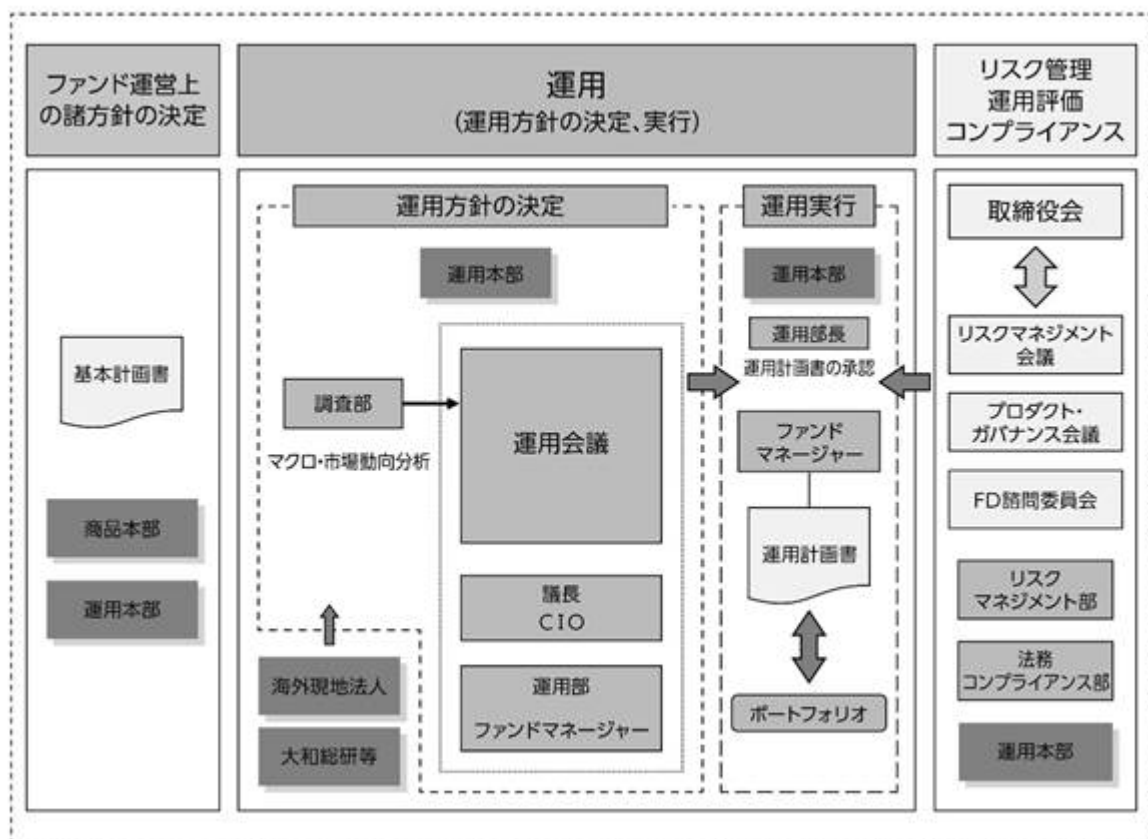 ファンド運営上
の諸方針の決定
運用
(運用方針の決定、実行)
リスク管理
運用評価
コンプライアンス
基本計画書
商品本部
運用本部
運用方針の決定
運用本部
調査部
マクロ・市場動向分析
運用会議
議長
CIO
運用部
ファンドマネージャー
海外現地法人
大和総研等
運用実行
運用本部
運用部長
運用計画書の承認
ファンド
マネージャー
運用計画書
ポートフォリオ
取締役会
リスクマネジメント
会議
プロダクト・
ガバナンス会議
FD諮問委員会
リスク
マネジメント部
法務
コンプライアンス部
運用本部